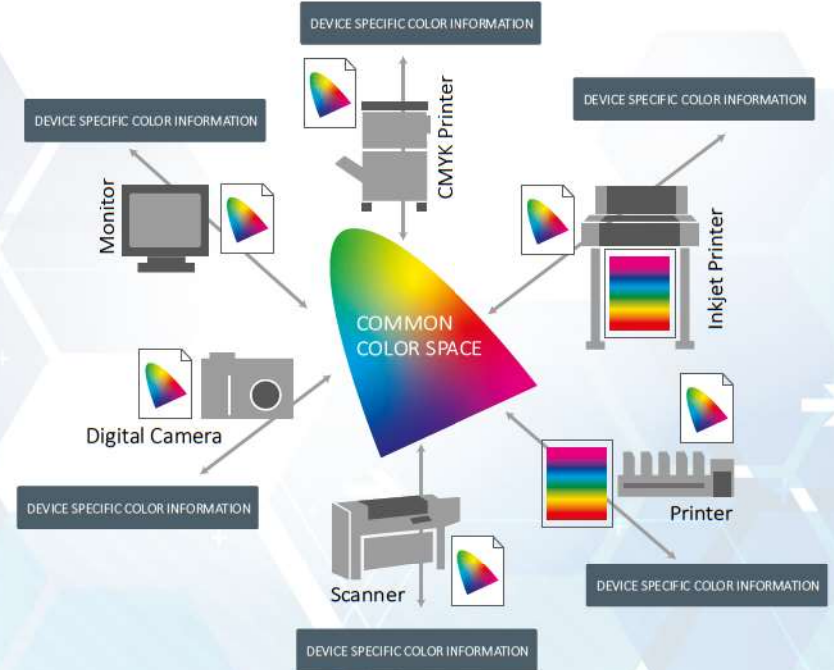 DEVICE SPECIFIC COLOR INFORMATION
DEVICE SPECIFIC COLOR INFORMATION
DEVICE SPECIFIC COLOR INFORMATION
CMYK Printer
Monitor
Inkjet Printer
COMMON
COLOR SPACE
Digital Camera
DEVICE SPECIFIC COLOR INFORMATION
Printer
Scanner
DEVICE SPECIFIC COLOR INFORMATION
DEVICE SPECIFIC COLOR INFORMATION